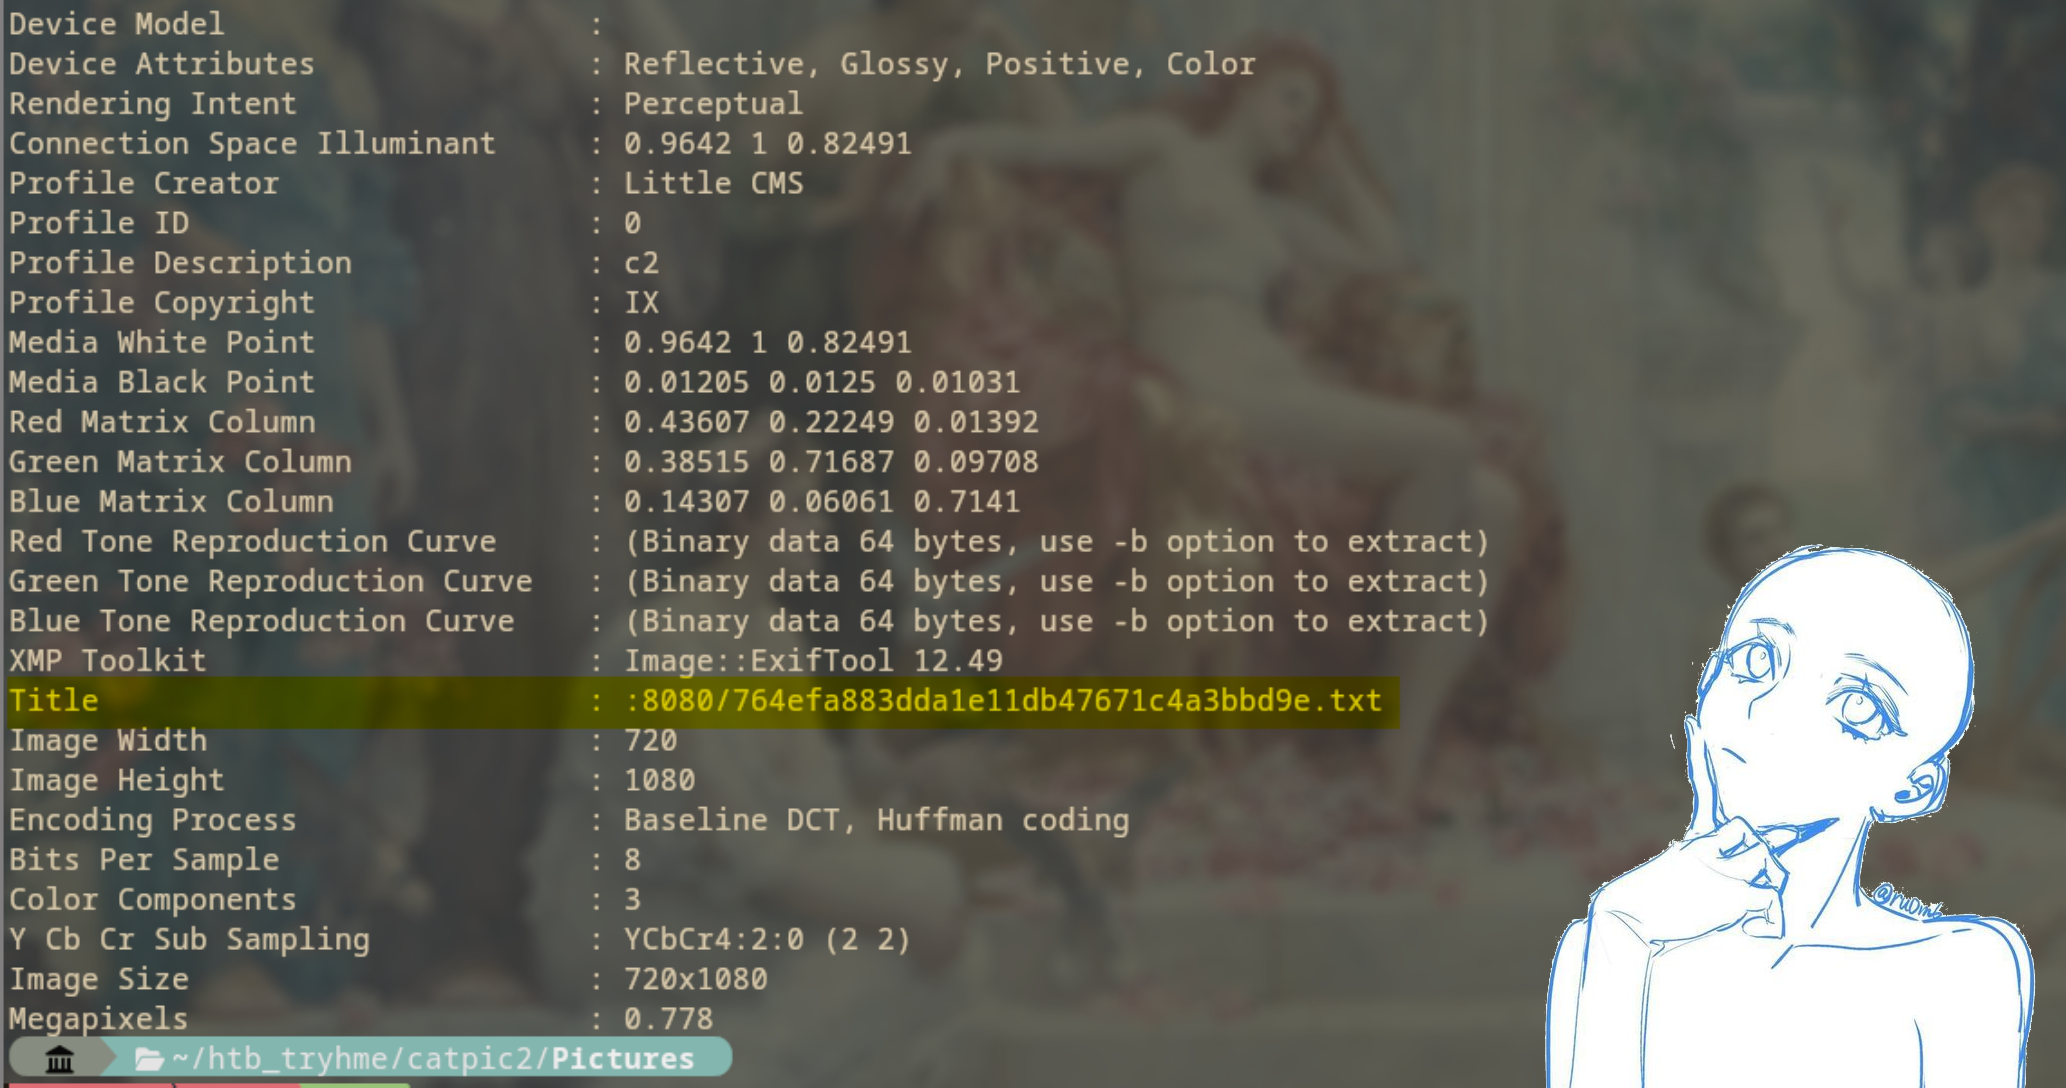 Device Model :
Device Attributes : Reflective, Glossy, Positive, Color
Rendering Intent : Perceptual
Connection Space Illuminant : 0.9642 1 0.82491
Profile Creator : Little CMS
Profile ID : 0
Profile Description : c2
Profile Copyright : IX
Media White Point : 0.9642 1 0.82491
Media Black Point : 0.01205 0.0125 0.01031
Red Matrix Column : 0.43607 0.22249 0.01392
Green Matrix Column : 0.38515 0.71687 0.09708
Blue Matrix Column : 0.14307 0.06061 0.7141
Red Tone Reproduction Curve : (Binary data 64 bytes, use -b option to extract)
Green Tone Reproduction Curve : (Binary data 64 bytes, use -b option to extract)
Blue Tone Reproduction Curve : (Binary data 64 bytes, use -b option to extract)
XMP Toolkit : Image::ExifTool 12.49
Title : :8080/764efa883dda1e11db47671c4a3bbd9e.txt
Image Width : 720
Image Height : 1080
Encoding Process : Baseline DCT, Huffman coding
Bits Per Sample : 8
Color Components : 3
Y Cb Cr Sub Sampling : YCbCr4:2:0 (2 2)
Image Size : 720x1080
Megapixels : 0.778
~/htb_tryhme/catpic2/Pictures